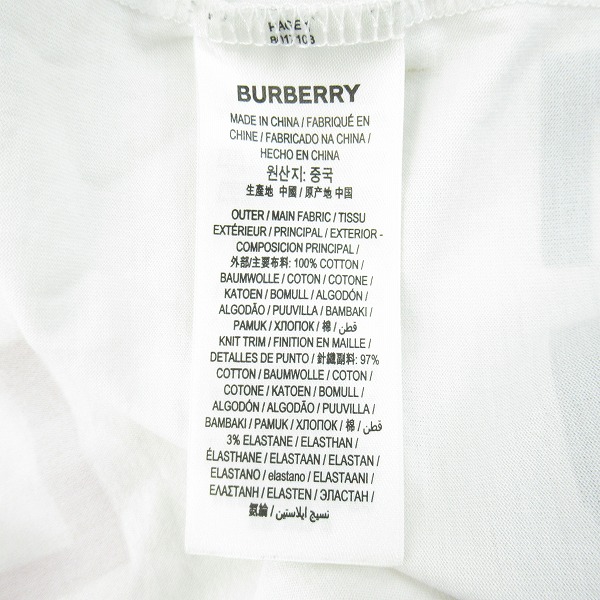 BURBERRY
MADE IN CHINA / FABRIQUÉ EN
CHINE / FABRICADO NA CHINA /
HECHO EN CHINA
원산지: 중국
生產地 中國 / 原产地 中国
OUTER / MAIN FABRIC / TISSU
EXTÉRIEUR / PRINCIPAL / EXTERIOR -
COMPOSICION PRINCIPAL /
外部/主要布料: 100% COTTON /
BAUMWOLLE / COTON / COTONE /
KATOEN / BOMULL / ALGODÓN /
ALGODÃO / PUUVILLA / BAMBAKI /
PAMUK / ХЛОПОК / 棉 / قطن /
KNIT TRIM / FINITION EN MAILLE /
DETALLES DE PUNTO / 針織副料: 97%
COTTON / BAUMWOLLE / COTON /
COTONE / KATOEN / BOMULL /
ALGODÓN / ALGODÃO / PUUVILLA /
BAMBAKI / PAMUK / ХЛОПОК / 棉 / قطن /
3% ELASTANE / ELASTHAN /
ÉLASTHANE / ELASTAAN / ELASTAN /
ELASTANO / elastano / ELASTAANI /
ΕΛΑΣΤΑΝΗ / ELASTEN / ЭЛАСТАН /
氨綸 / نسيج ايلاستين /